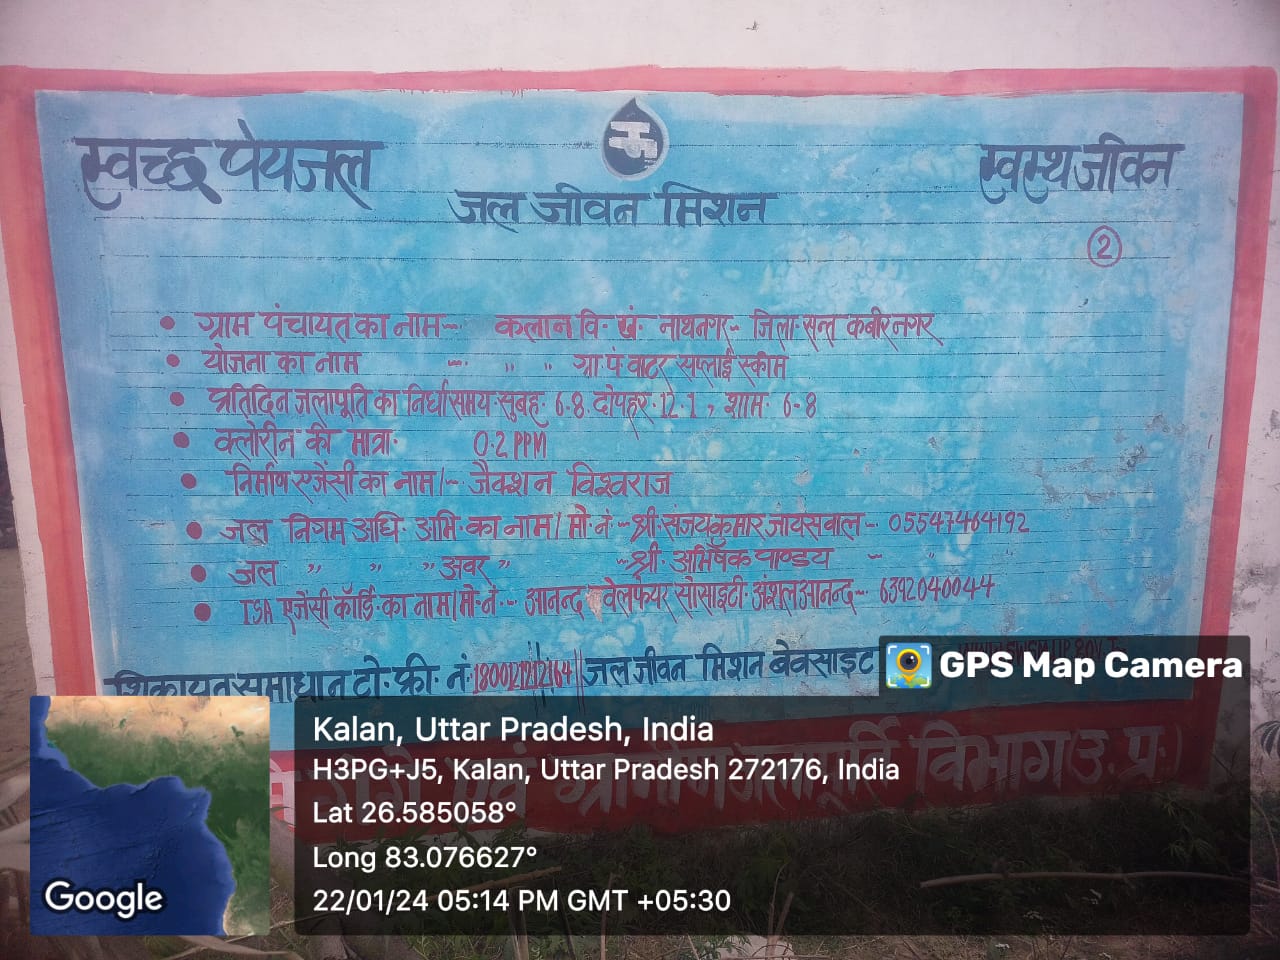 स्वच्छ पेयजल
स्वस्थ जीवन
जल जीवन मिशन
2
• ग्राम पंचायत का नाम-- कलान वि. खं. नाथनगर- जिला-सन्त कबीर नगर
• योजना का नाम --- " " ग्रा.पं. वाटर सप्लाई स्कीम
• प्रतिदिन जलापूर्ति का निर्धा समय-सुबह- 6-8, दोपहर-12-1, शाम- 6-8
• क्लोरीन की मात्रा- 0.2 PPM
• निर्माण एजेंसी का नाम/- जैक्शन विश्वराज
• जल निगम अधि. अभि. का नाम/मो.नं.--श्री. संजय कुमार जायसवाल-- 05547464192
• जल " " " अवर " --श्री. अभिषेक पाण्डेय -- "
• ISA एजेंसी कॉर्डि. का नाम/मो.नं.-- आनन्द वेलफेयर सोसाइटी. अंशुल आनन्द-- 6392040044
शिकायत समाधान टो. फ्री. नं. 18001212164 // जल जीवन मिशन बेवसाइट
एवं ग्रामीण जलापूर्ति विभाग उ. प्र.)
GPS Map Camera
Kalan, Uttar Pradesh, India
H3PG+J5, Kalan, Uttar Pradesh 272176, India
Lat 26.585058°
Long 83.076627°
22/01/24 05:14 PM GMT +05:30
Google